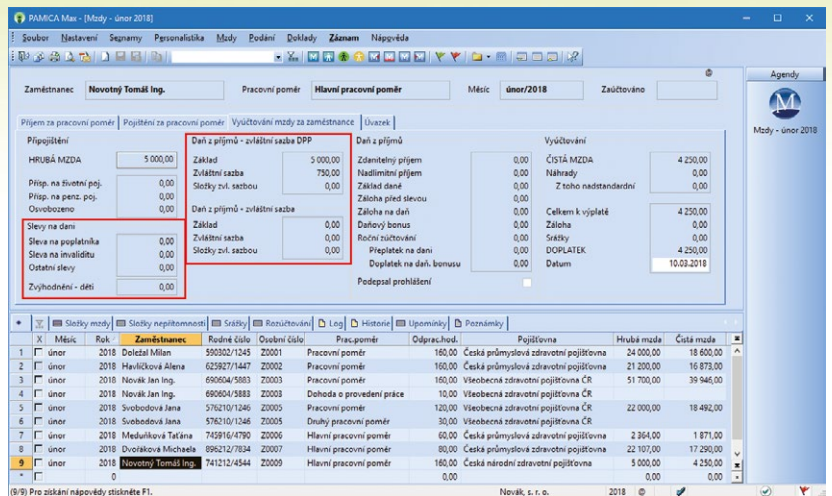 PAMICA Max - [Mzdy - únor 2018]
Soubor Nastavení Seznamy Personalistika Mzdy Podání Doklady Záznam Nápověda
Agendy
Mzdy - únor 2018
Zaměstnanec Novotný Tomáš Ing. Pracovní poměr Hlavní pracovní poměr Měsíc únor/2018 Zaúčtováno
Příjem za pracovní poměr Pojištění za pracovní poměr Vyúčtování mzdy za zaměstnance Úvazek
Připojištění Daň z příjmů - zvláštní sazba DPP Daň z příjmů Vyúčtování
HRUBÁ MZDA 5 000,00 Základ 5 000,00 Zdanitelný příjem 0,00 ČISTÁ MZDA 4 250,00
Zvláštní sazba 750,00 Nadlimitní příjem 0,00 Náhrady 0,00
Přísp. na životní poj. 0,00 Složky zvl. sazbou 0,00 Základ daně 0,00 Z toho nadstandardní 0,00
Přísp. na penz. poj. 0,00 Záloha před slevou 0,00
Osvobozeno 0,00 Daň z příjmů - zvláštní sazba Záloha na daň 0,00 Celkem k výplatě 4 250,00
Slevy na dani Základ 0,00 Daňový bonus 0,00 Záloha 0,00
Sleva na poplatníka 0,00 Zvláštní sazba 0,00 Roční zúčtování 0,00 Srážky 0,00
Sleva na invaliditu 0,00 Složky zvl. sazbou 0,00 Přeplatek na dani 0,00 DOPLATEK 4 250,00
Ostatní slevy 0,00 Doplatek na daň. bonusu 0,00 Datum 10.03.2018
Zvýhodnění - děti 0,00 Podepsal prohlášení
Složky mzdy Složky nepřítomnosti Srážky Rozúčtování Log Historie Upomínky Poznámky
X Měsíc Rok Zaměstnanec Rodné číslo Osobní číslo Prac.poměr Odprac.hod. Pojišťovna Hrubá mzda Čistá mzda
1 únor 2018 Doležal Milan 590302/1245 Z0001 Pracovní poměr 160,00 Česká průmyslová zdravotní pojišťovna 24 000,00 18 600,00
2 únor 2018 Havlíčková Alena 625927/1447 Z0002 Pracovní poměr 160,00 Česká průmyslová zdravotní pojišťovna 21 200,00 16 873,00
3 únor 2018 Novák Jan Ing. 690604/5883 Z0003 Pracovní poměr 160,00 Všeobecná zdravotní pojišťovna ČR 51 700,00 39 946,00
4 únor 2018 Novák Jan Ing. 690604/5883 Z0003 Dohoda o provedení práce 10,00 Všeobecná zdravotní pojišťovna ČR
5 únor 2018 Svobodová Jana 576210/1246 Z0005 Pracovní poměr 120,00 Všeobecná zdravotní pojišťovna ČR 22 000,00 18 492,00
6 únor 2018 Svobodová Jana 576210/1246 Z0005 Druhý pracovní poměr 30,00 Všeobecná zdravotní pojišťovna ČR
7 únor 2018 Meduňková Taťána 745916/4790 Z0006 Hlavní pracovní poměr 60,00 Česká průmyslová zdravotní pojišťovna 2 364,00 1 871,00
8 únor 2018 Dvořáková Michaela 896212/7834 Z0007 Hlavní pracovní poměr 80,00 Česká průmyslová zdravotní pojišťovna 22 107,00 17 290,00
9 únor 2018 Novotný Tomáš Ing. 741212/4544 Z0009 Hlavní pracovní poměr 160,00 Česká národní zdravotní pojišťovna 5 000,00 4 250,00
* 0 0,00 0,00 0,00
(9/9) Pro získání nápovědy stiskněte F1. Novák, s. r. o. 2018 @